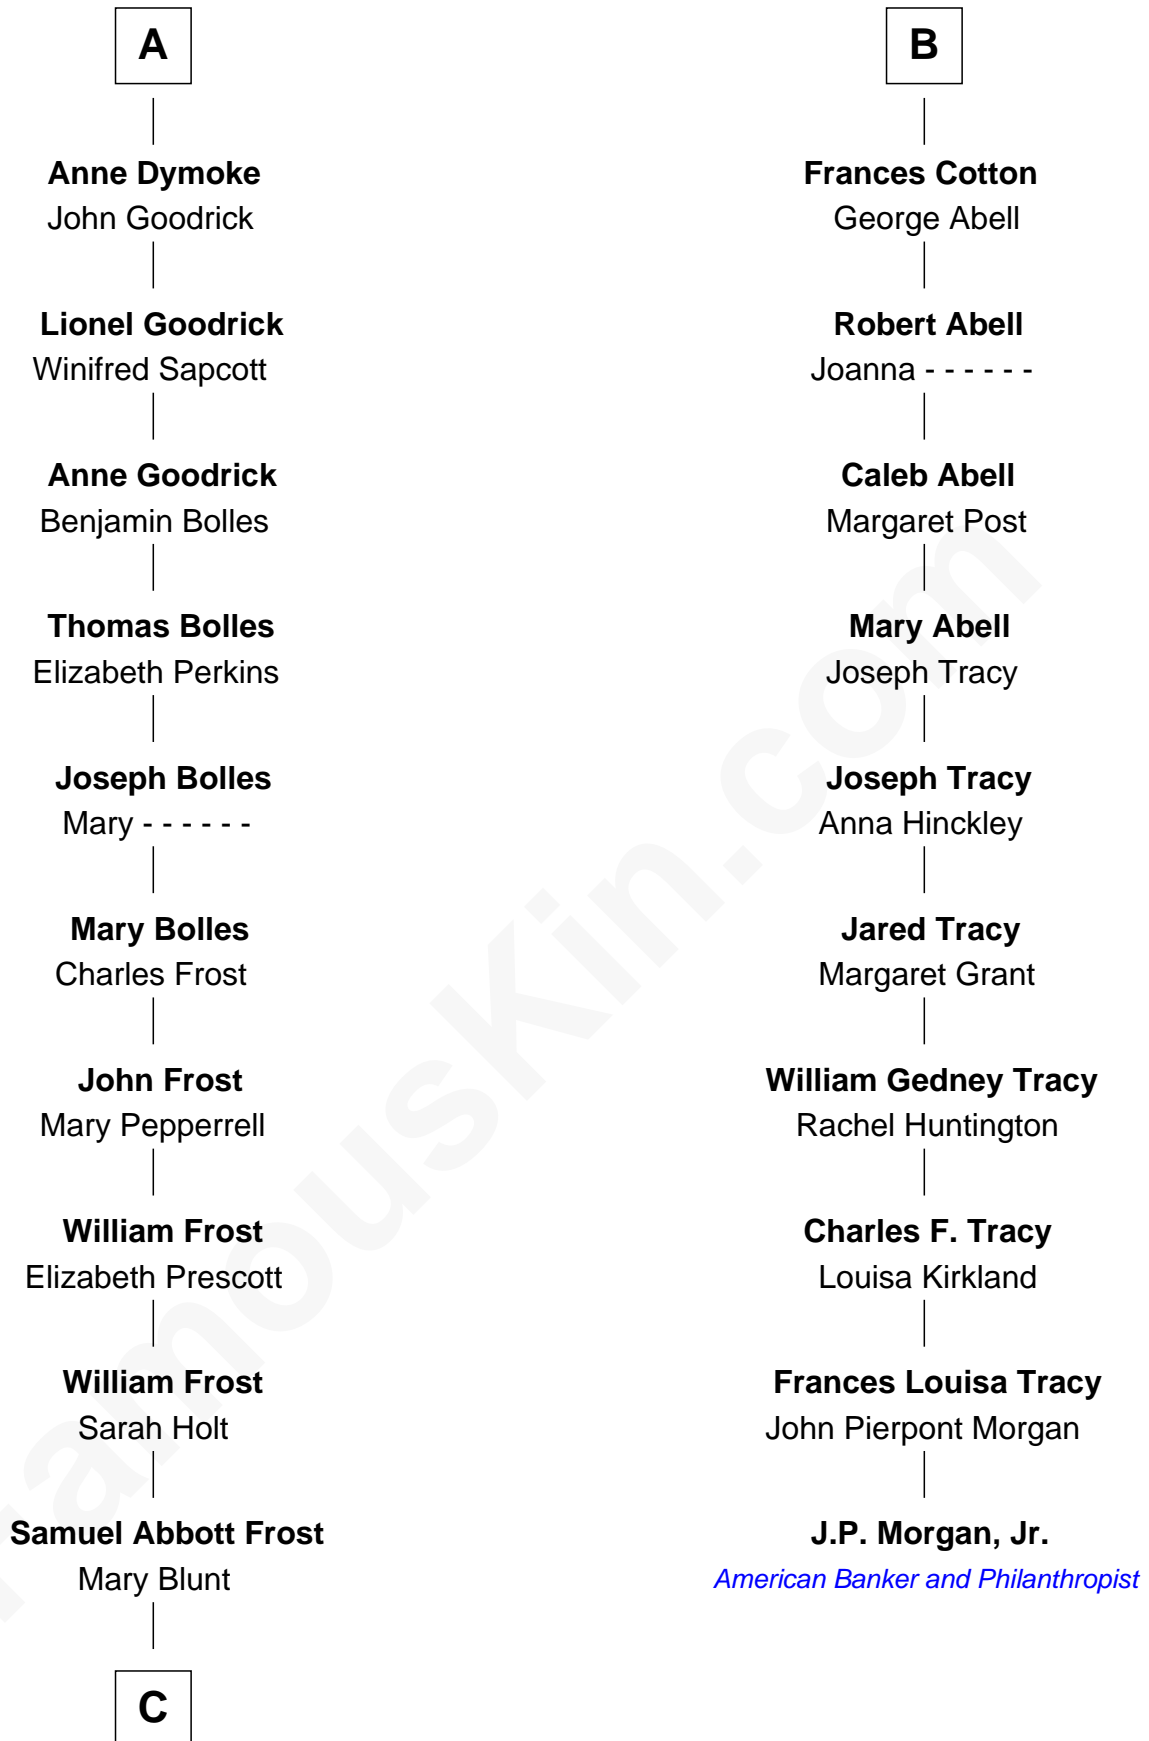 A
Anne Dymoke
John Goodrick
Lionel Goodrick
Winifred Sapcott
Anne Goodrick
Benjamin Bolles
Thomas Bolles
Elizabeth Perkins
Joseph Bolles
Mary - - - - - -
Mary Bolles
Charles Frost
John Frost
Mary Pepperrell
William Frost
Elizabeth Prescott
William Frost
Sarah Holt
Samuel Abbott Frost
Mary Blunt
C
B
Frances Cotton
George Abell
Robert Abell
Joanna - - - - - -
Caleb Abell
Margaret Post
Mary Abell
Joseph Tracy
Joseph Tracy
Anna Hinckley
Jared Tracy
Margaret Grant
William Gedney Tracy
Rachel Huntington
Charles F. Tracy
Louisa Kirkland
Frances Louisa Tracy
John Pierpont Morgan
J.P. Morgan, Jr.
American Banker and Philanthropist
FamousKin.com